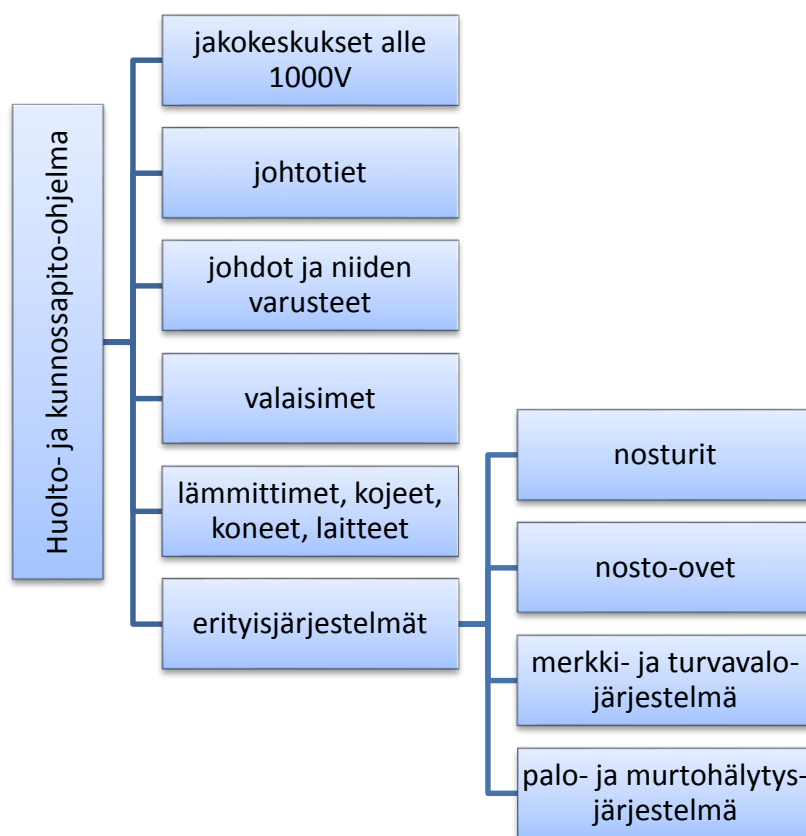 Huolto- ja kunnossapito-ohjelma
jakokeskukset alle
1000V
johtotiet
johdot ja niiden
varusteet
valaisimet
lämmittimet, kojeet,
koneet, laitteet
erityisjärjestelmät
nosturit
nosto-ovet
merkki- ja turvavalo-
järjestelmä
palo- ja murtohälytys-
järjestelmä